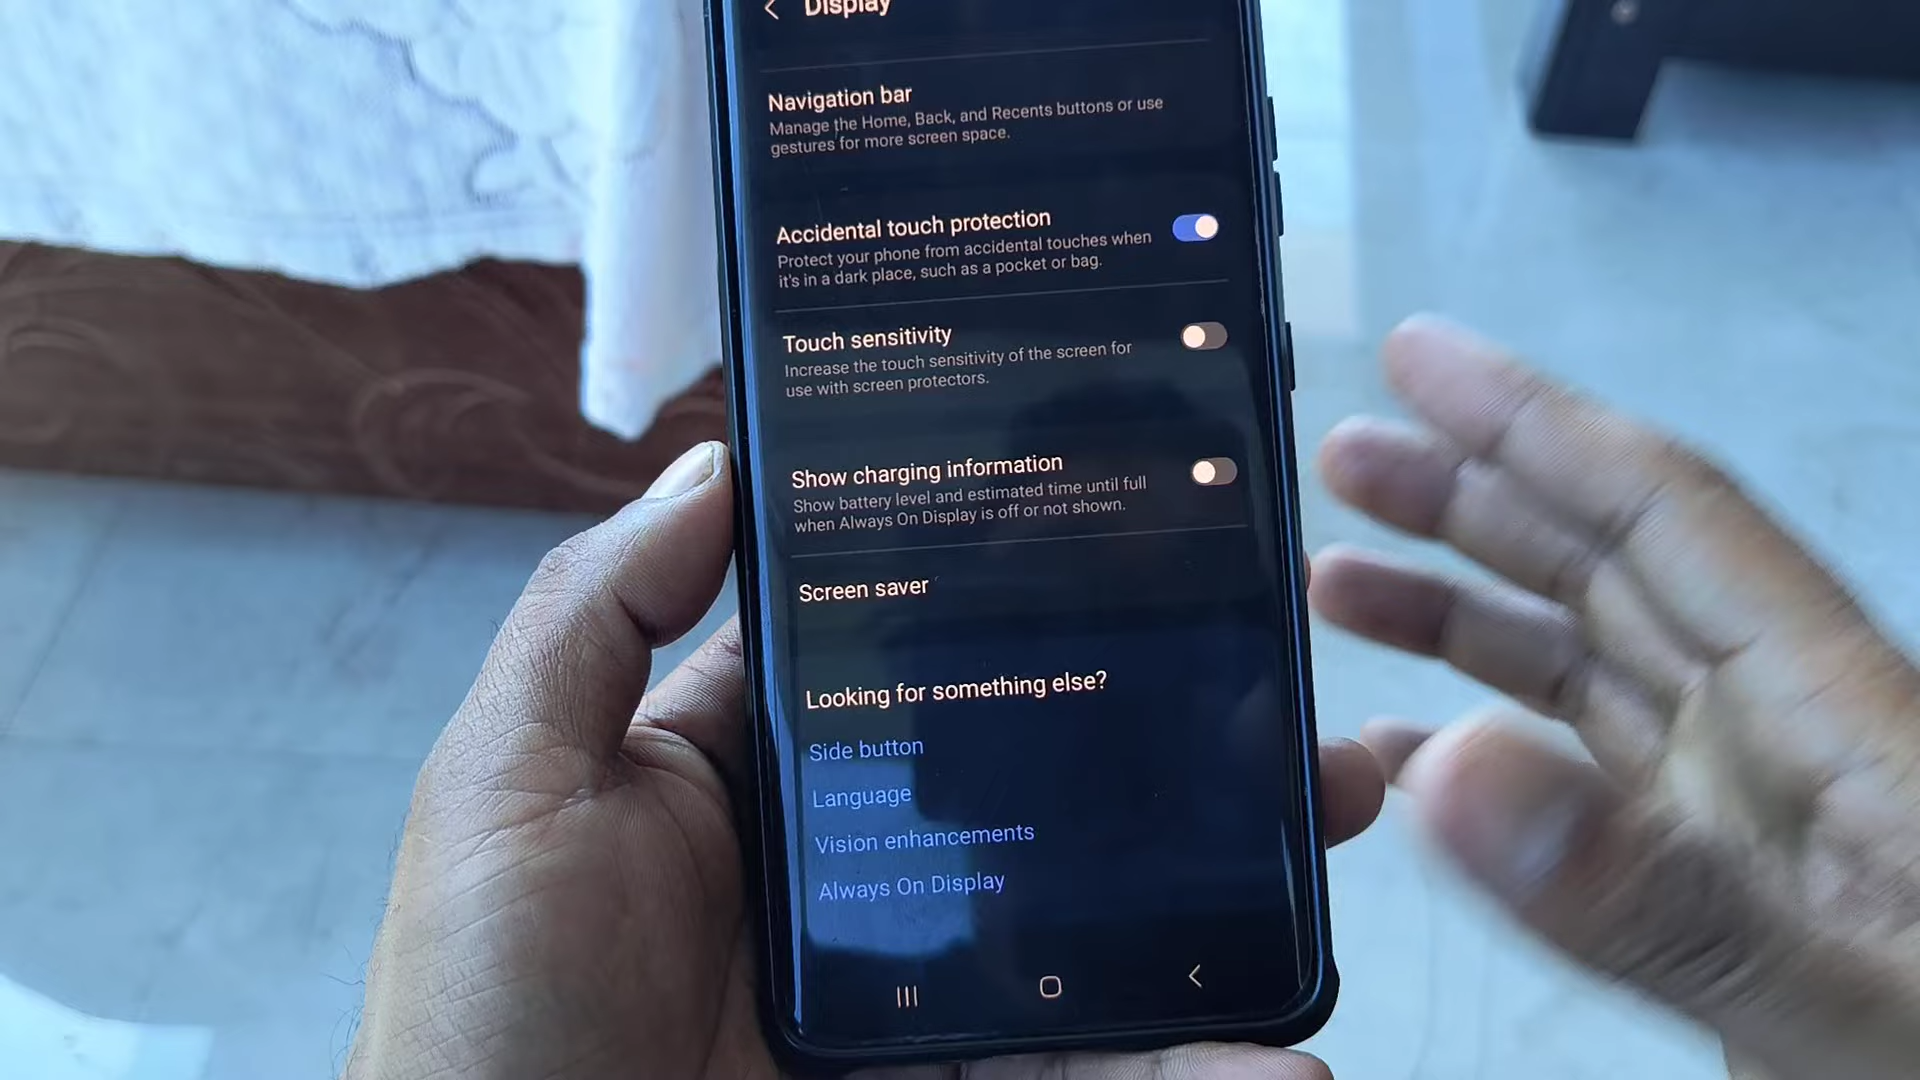 Display
Navigation bar
Manage the Home, Back, and Recents buttons or use
gestures for more screen space.
Accidental touch protection
Protect your phone from accidental touches when
it's in a dark place, such as a pocket or bag.
Touch sensitivity
Increase the touch sensitivity of the screen for
use with screen protectors.
Show charging information
Show battery level and estimated time until full
when Always On Display is off or not shown.
Screen saver
Looking for something else?
Side button
Language
Vision enhancements
Always On Display